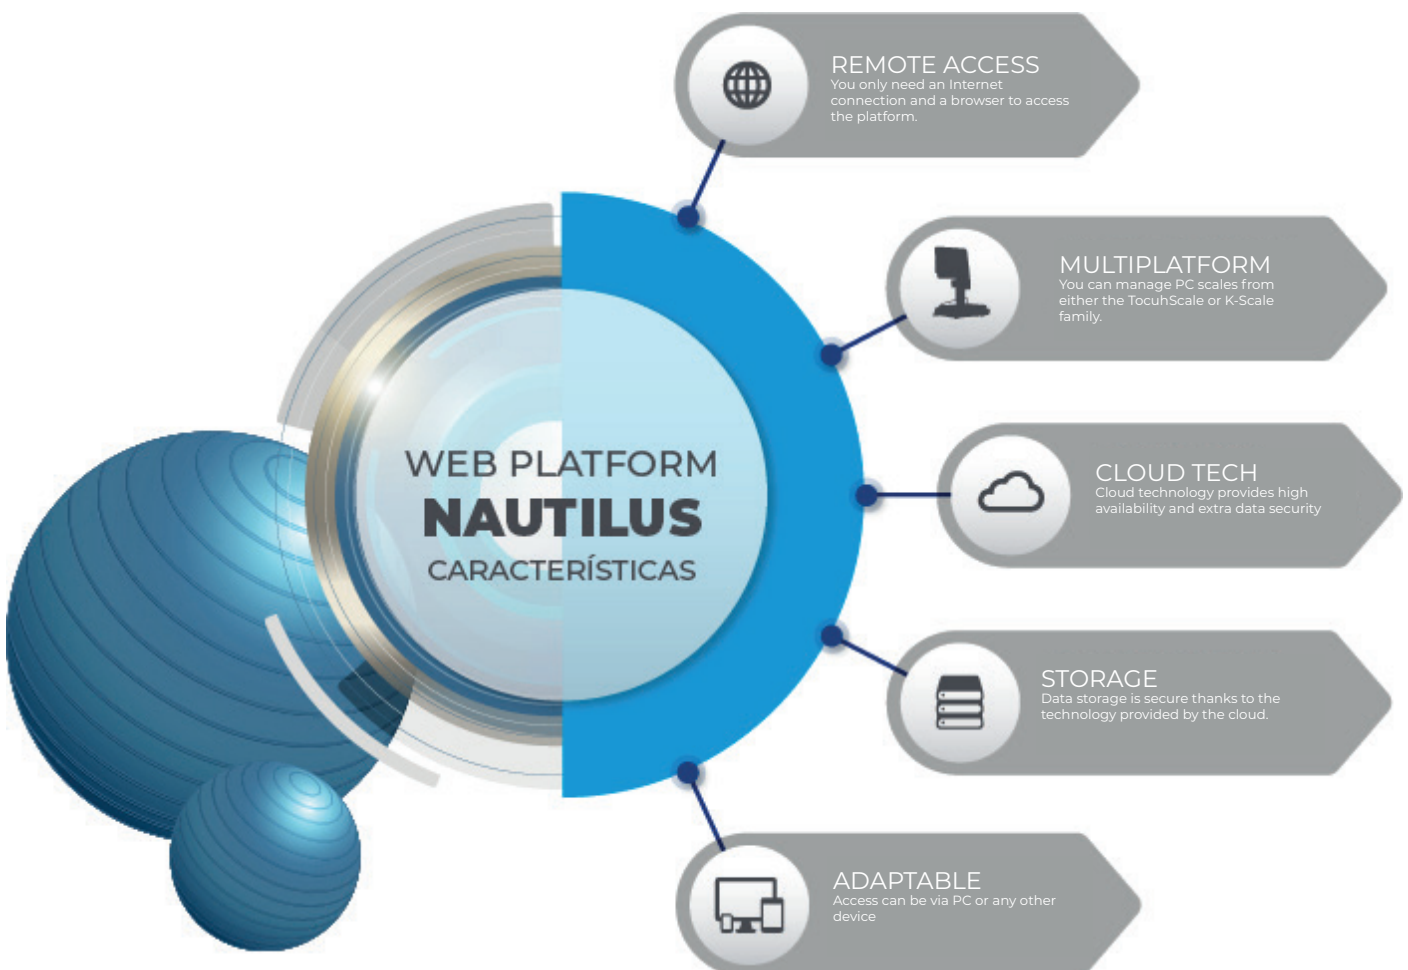 WEB PLATFORM
NAUTILUS
CARACTERÍSTICAS
REMOTE ACCESS
You only need an Internet
connection and a browser to access
the platform.
MULTIPLATFORM
You can manage PC scales from
either the TocuhScale or K-Scale
family.
CLOUD TECH
Cloud technology provides high
availability and extra data security
STORAGE
Data storage is secure thanks to the
technology provided by the cloud.
ADAPTABLE
Access can be via PC or any other
device